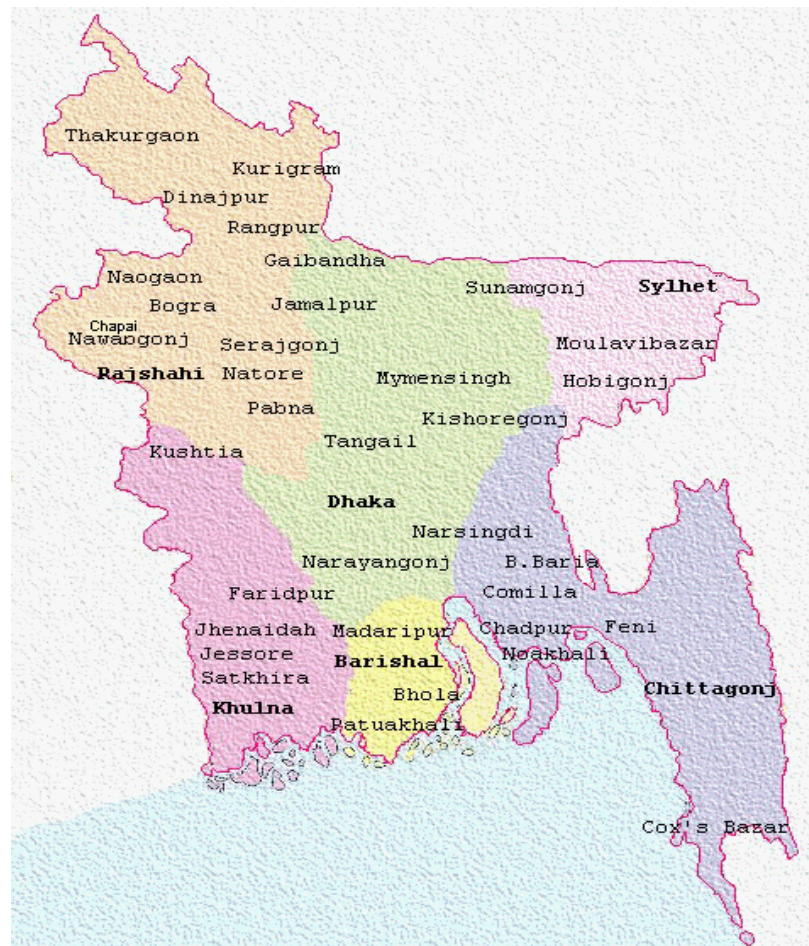 Thakurgaon
Kurigram
Dinajpur
Rangpur
Gaibandha
Naogaon
Sunamgonj
Sylhet
Bogra
Jamalpur
Chapai
Nawabgonj
Serajgonj
Moulavibazar
Rajshahi
Natore
Mymensingh
Hobigonj
Pabna
Kishoregonj
Kushtia
Tangail
Dhaka
Narsingdi
Narayangonj
B.Baria
Faridpur
Comilla
Jhenaidah
Madaripur
Chadpur
Feni
Jessore
Barishal
Noakhali
Satkhira
Bhola
Chittagonj
Khulna
Patuakhali
Cox's Bazar